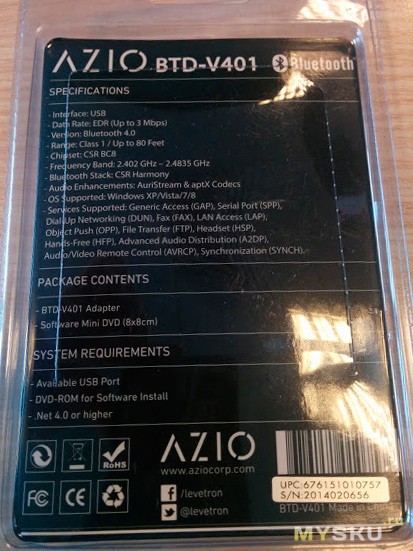 AZIO BTD-V401 Bluetooth
SPECIFICATIONS
- Interface: USB
- Data Rate: EDR (Up to 3 Mbps)
- Version: Bluetooth 4.0
- Range: Class 1 / Up to 80 Feet
- Chipset: CSR BC8
- Frequency Band: 2.402 GHz ~ 2.4835 GHz
- Bluetooth Stack: CSR Harmony
- Audio Enhancements: AuriStream & aptX Codecs
- OS Supported: Windows XP/Vista/7/8
- Services Supported: Generic Access (GAP), Serial Port (SPP),
Dial-Up Networking (DUN), Fax (FAX), LAN Access (LAP),
Object Push (OPP), File Transfer (FTP), Headset (HSP),
Hands-Free (HFP), Advanced Audio Distribution (A2DP),
Audio/Video Remote Control (AVRCP), Synchronization (SYNCH).
PACKAGE CONTENTS
- BTD-V401 Adapter
- Software Mini DVD (8x8cm)
SYSTEM REQUIREMENTS
- Available USB Port
- DVD-ROM for Software Install
- .Net 4.0 or higher
RoHS
AZIO
www.aziocorp.com
FC CE
f /levetron
@levetron
UPC:676151010757
S/N:2014020656
BTD-V401 Made in China
MYSKU